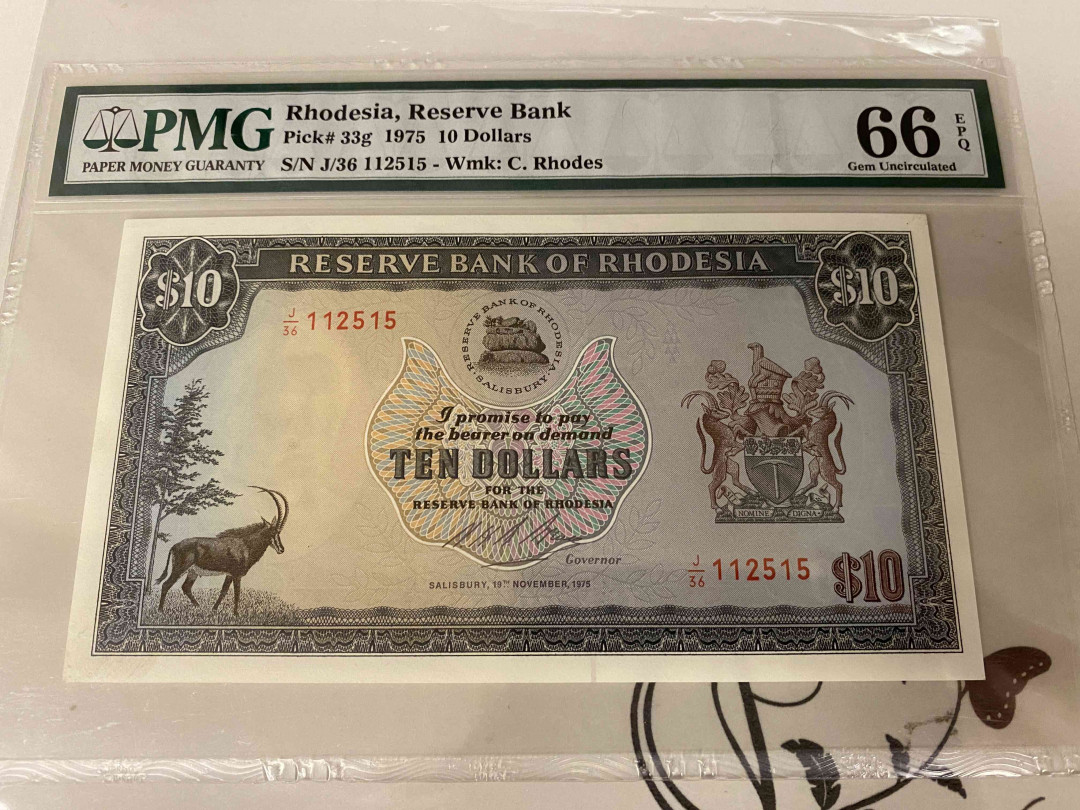 PMG
PAPER MONEY GUARANTY
Rhodesia, Reserve Bank
Pick# 33g 1975 10 Dollars
S/N J/36 112515 - Wmk: C. Rhodes
66 EPQ
Gem Uncirculated
RESERVE BANK OF RHODESIA
$10
$10
J/36 112515
RESERVE BANK OF RHODESIA
·SALISBURY·
I promise to pay
the bearer on demand
TEN DOLLARS
FOR THE
RESERVE BANK OF RHODESIA
Governor
SALISBURY, 19TH NOVEMBER, 1975
NOMINE DIGNA
J/36 112515
$10